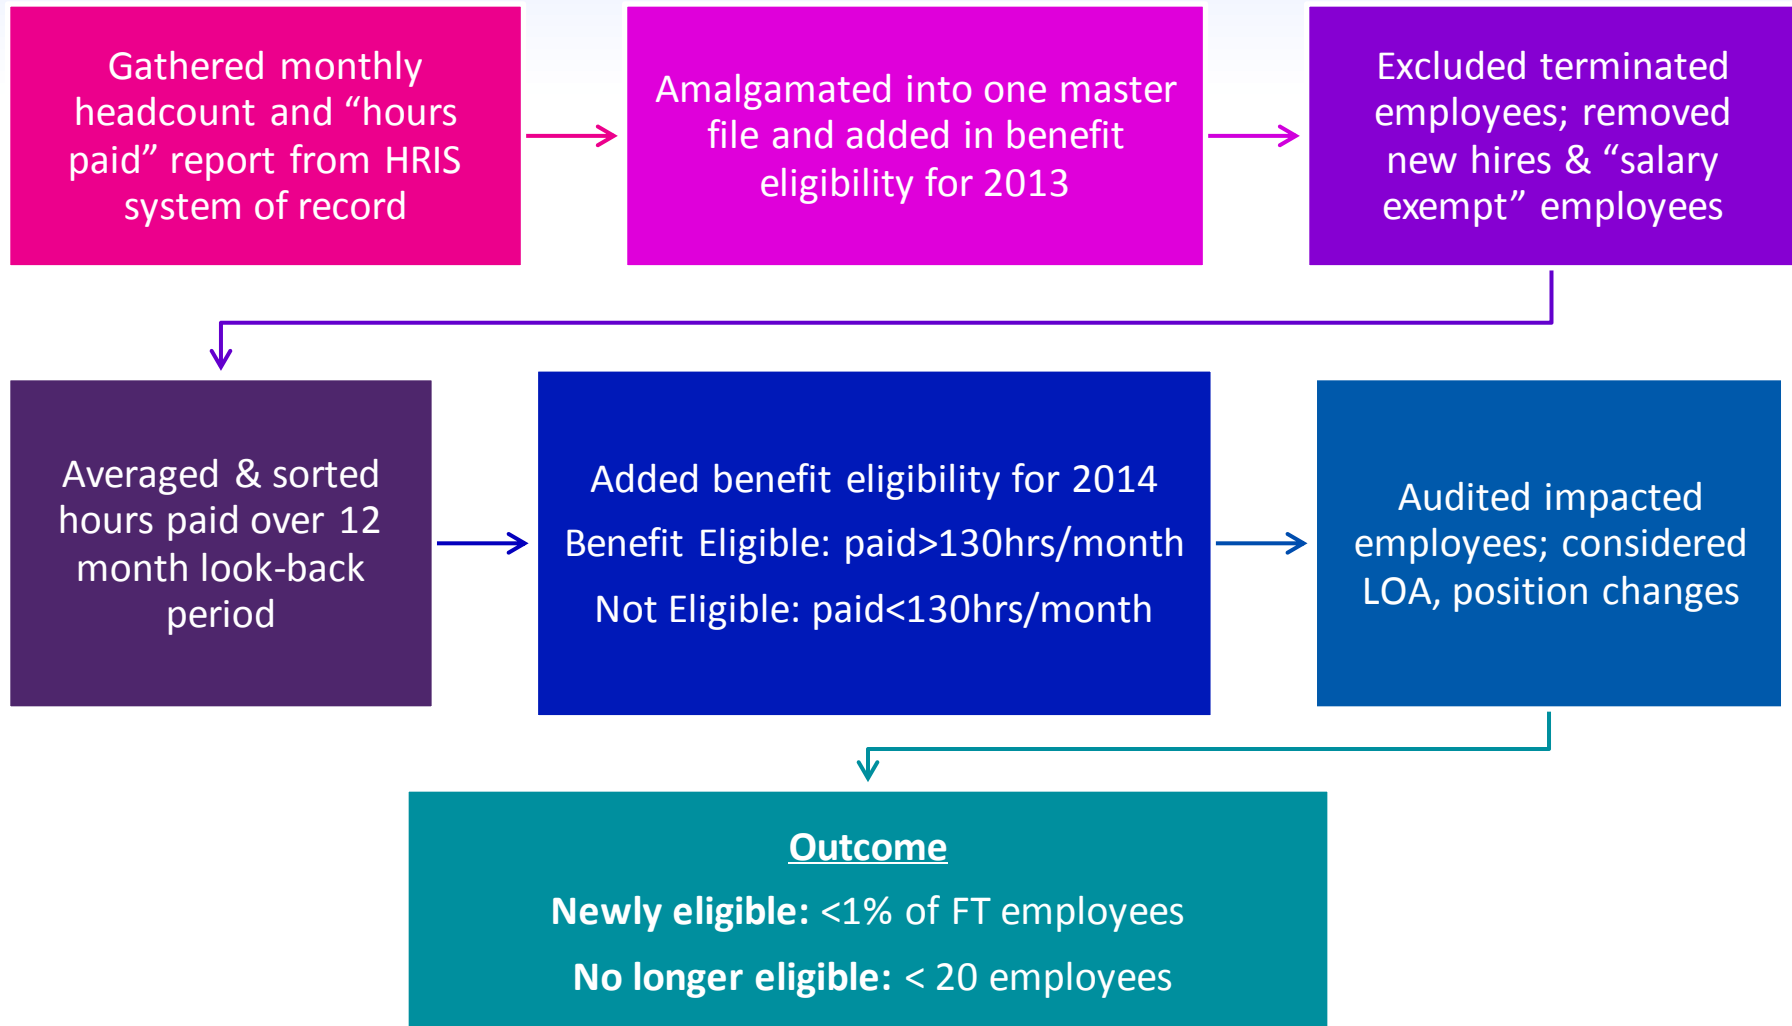 Gathered monthly
headcount and “hours
paid” report from HRIS
system of record
Amalgamated into one master
file and added in benefit
eligibility for 2013
Excluded terminated
employees; removed
new hires & “salary
exempt” employees
Averaged & sorted
hours paid over 12
month look-back
period
Added benefit eligibility for 2014
Benefit Eligible: paid>130hrs/month
Not Eligible: paid<130hrs/month
Audited impacted
employees; considered
LOA, position changes
Outcome
Newly eligible: <1% of FT employees
No longer eligible: < 20 employees